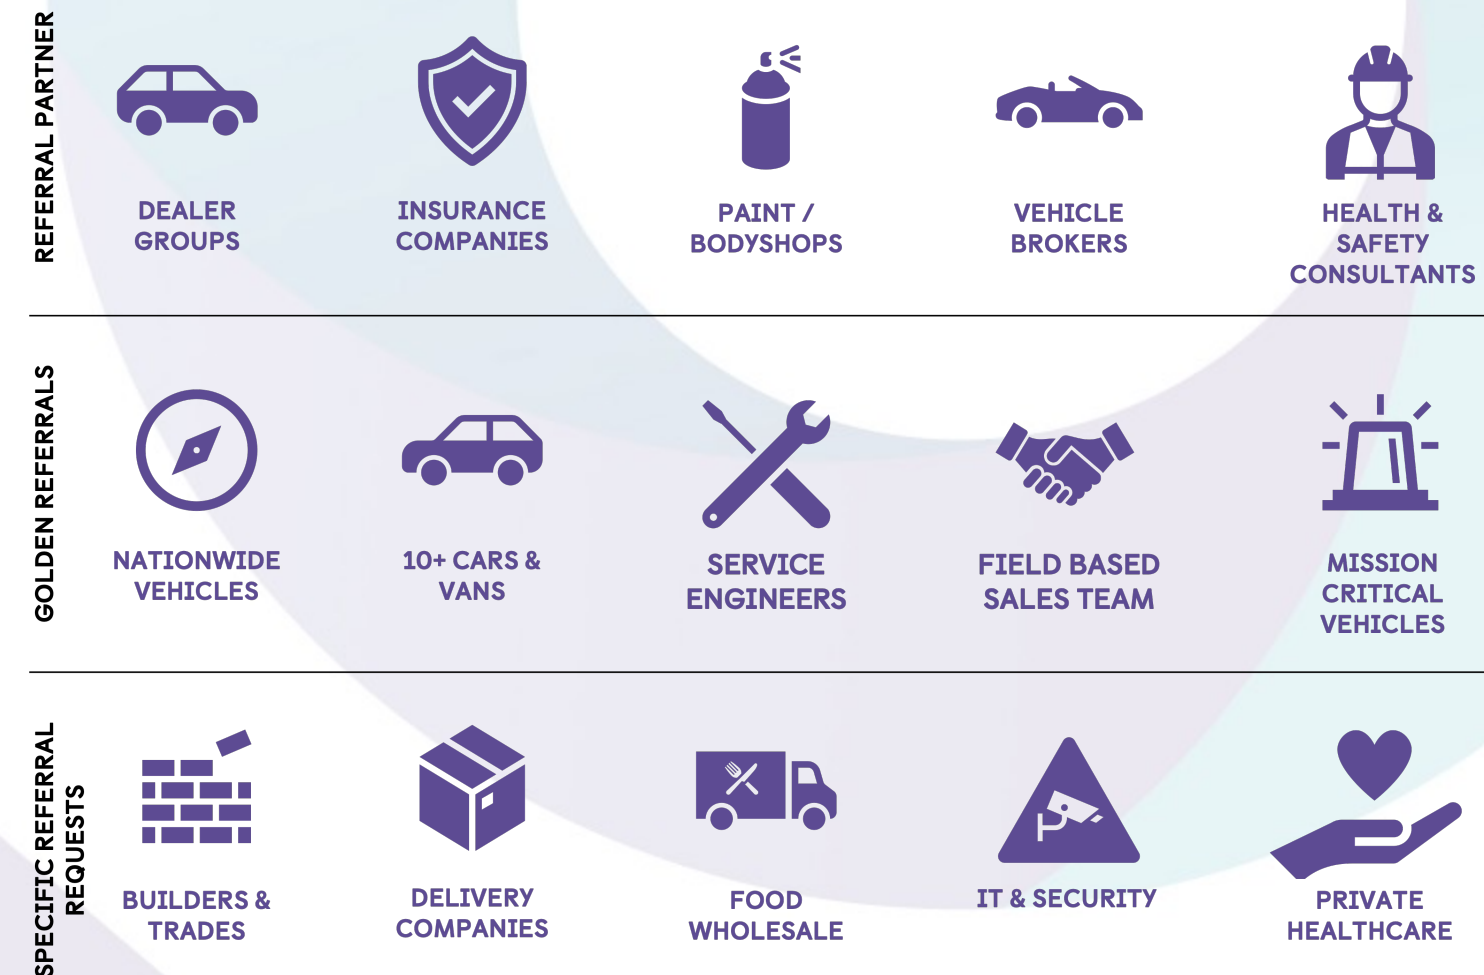 REFERRAL PARTNER
DEALER
GROUPS
INSURANCE
COMPANIES
PAINT /
BODYSHOPS
VEHICLE
BROKERS
HEALTH &
SAFETY
CONSULTANTS
GOLDEN REFERRALS
NATIONWIDE
VEHICLES
10+ CARS &
VANS
SERVICE
ENGINEERS
FIELD BASED
SALES TEAM
MISSION
CRITICAL
VEHICLES
SPECIFIC REFERRAL
REQUESTS
BUILDERS &
TRADES
DELIVERY
COMPANIES
FOOD
WHOLESALE
IT & SECURITY
PRIVATE
HEALTHCARE